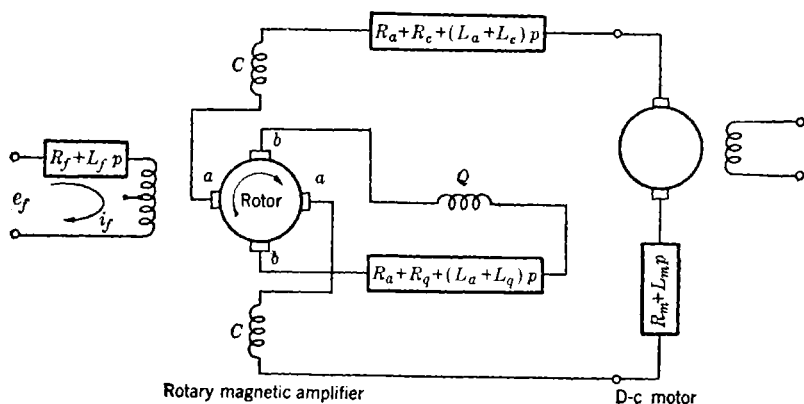 R_a + R_c + (L_a + L_c) p
C
b
R_f + L_f p
a
a
Q
Rotor
e_f
i_f
b
R_a + R_q + (L_a + L_q) p
R_m + L_m p
C
Rotary magnetic amplifier
D-c motor